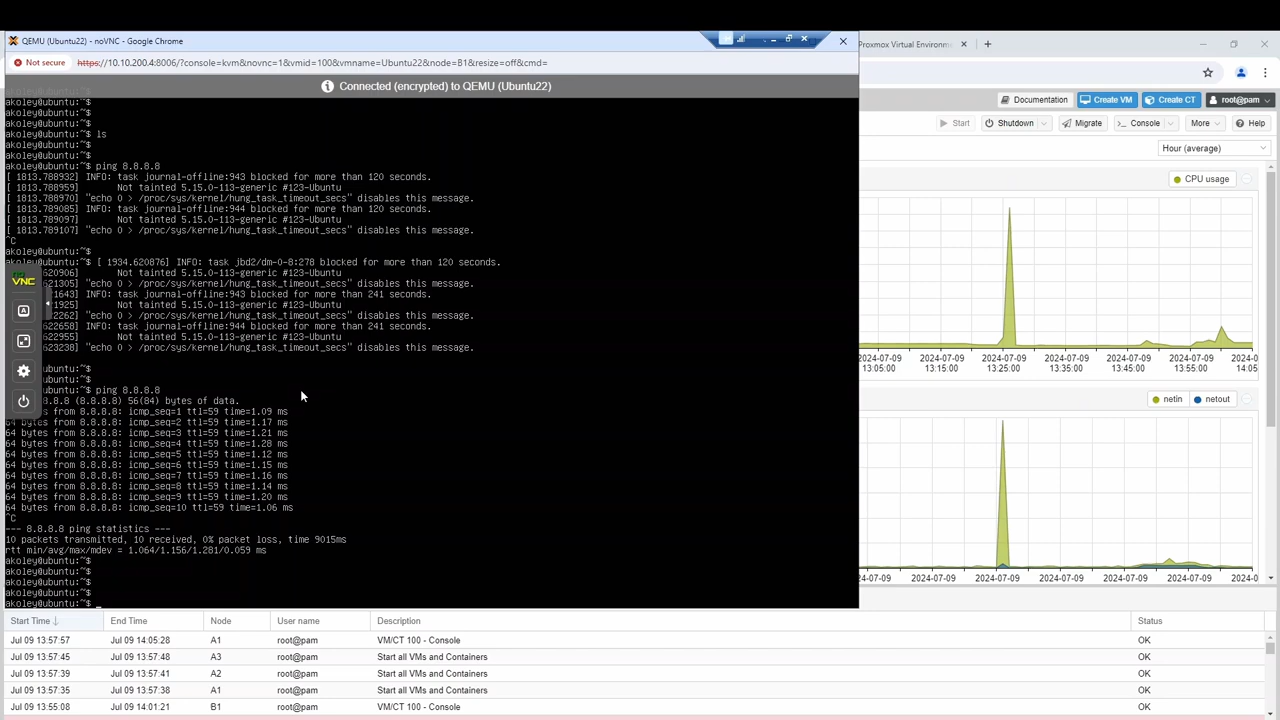 QEMU (Ubuntu22) - noVNC - Google Chrome
Proxmox Virtual Environm
Not secure https://10.10.200.4:8006/?console=kvm&novnc=1&vmid=100&vmname=Ubuntu22&node=B1&resize=off&cmd=
Connected (encrypted) to QEMU (Ubuntu22)
Documentation Create VM Create CT root@pam
Start Shutdown Migrate Console More Help
Hour (average)
akoley@ubuntu:~$
akoley@ubuntu:~$
akoley@ubuntu:~$
akoley@ubuntu:~$ ls
akoley@ubuntu:~$
akoley@ubuntu:~$
akoley@ubuntu:~$ ping 8.8.8.8
[ 1813.788932] INFO: task journal-offline:943 blocked for more than 120 seconds.
[ 1813.788959] Not tainted 5.15.0-113-generic #123-Ubuntu
[ 1813.788970] "echo 0 > /proc/sys/kernel/hung_task_timeout_secs" disables this message.
[ 1813.789085] INFO: task journal-offline:944 blocked for more than 120 seconds.
[ 1813.789097] Not tainted 5.15.0-113-generic #123-Ubuntu
[ 1813.789107] "echo 0 > /proc/sys/kernel/hung_task_timeout_secs" disables this message.
^C
akoley@ubuntu:~$
akoley@ubuntu:~$ [ 1934.620876] INFO: task jbd2/dm-0-8:278 blocked for more than 120 seconds.
620906] Not tainted 5.15.0-113-generic #123-Ubuntu
621305] "echo 0 > /proc/sys/kernel/hung_task_timeout_secs" disables this message.
1643] INFO: task journal-offline:943 blocked for more than 241 seconds.
1925] Not tainted 5.15.0-113-generic #123-Ubuntu
2262] "echo 0 > /proc/sys/kernel/hung_task_timeout_secs" disables this message.
622658] INFO: task journal-offline:944 blocked for more than 241 seconds.
622955] Not tainted 5.15.0-113-generic #123-Ubuntu
623238] "echo 0 > /proc/sys/kernel/hung_task_timeout_secs" disables this message.
ubuntu:~$
ubuntu:~$
ubuntu:~$ ping 8.8.8.8
8.8.8 (8.8.8.8) 56(84) bytes of data.
bytes from 8.8.8.8: icmp_seq=1 ttl=59 time=1.09 ms
64 bytes from 8.8.8.8: icmp_seq=2 ttl=59 time=1.17 ms
64 bytes from 8.8.8.8: icmp_seq=3 ttl=59 time=1.21 ms
64 bytes from 8.8.8.8: icmp_seq=4 ttl=59 time=1.28 ms
64 bytes from 8.8.8.8: icmp_seq=5 ttl=59 time=1.12 ms
64 bytes from 8.8.8.8: icmp_seq=6 ttl=59 time=1.15 ms
64 bytes from 8.8.8.8: icmp_seq=7 ttl=59 time=1.16 ms
64 bytes from 8.8.8.8: icmp_seq=8 ttl=59 time=1.14 ms
64 bytes from 8.8.8.8: icmp_seq=9 ttl=59 time=1.20 ms
64 bytes from 8.8.8.8: icmp_seq=10 ttl=59 time=1.06 ms
^C
--- 8.8.8.8 ping statistics ---
10 packets transmitted, 10 received, 0% packet loss, time 9015ms
rtt min/avg/max/mdev = 1.064/1.156/1.281/0.059 ms
akoley@ubuntu:~$
akoley@ubuntu:~$
akoley@ubuntu:~$
akoley@ubuntu:~$
akoley@ubuntu:~$ _
no
VNC
CPU usage
24-07-09 2024-07-09 2024-07-09 2024-07-09 2024-07-09 2024-07-09 2024-0
13:05:00 13:15:00 13:25:00 13:35:00 13:45:00 13:55:00 14:05
netin netout
24-07-09 2024-07-09 2024-07-09 2024-07-09 2024-07-09 2024-07-09 2024-0
Start Time End Time Node User name Description Status
Jul 09 13:57:57 Jul 09 14:05:28 A1 root@pam VM/CT 100 - Console OK
Jul 09 13:57:45 Jul 09 13:57:48 A3 root@pam Start all VMs and Containers OK
Jul 09 13:57:39 Jul 09 13:57:41 A2 root@pam Start all VMs and Containers OK
Jul 09 13:57:35 Jul 09 13:57:38 A1 root@pam Start all VMs and Containers OK
Jul 09 13:55:08 Jul 09 14:01:21 B1 root@pam VM/CT 100 - Console OK